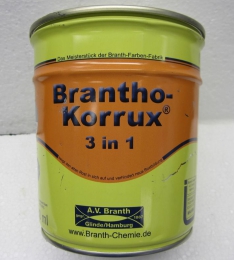 Das Meisterstück der Branth-Farben-Fabrik
Brantho-
Korrux®
3 in 1
A.V. Branth
Glinde/Hamburg
www.Branth-Chemie.de